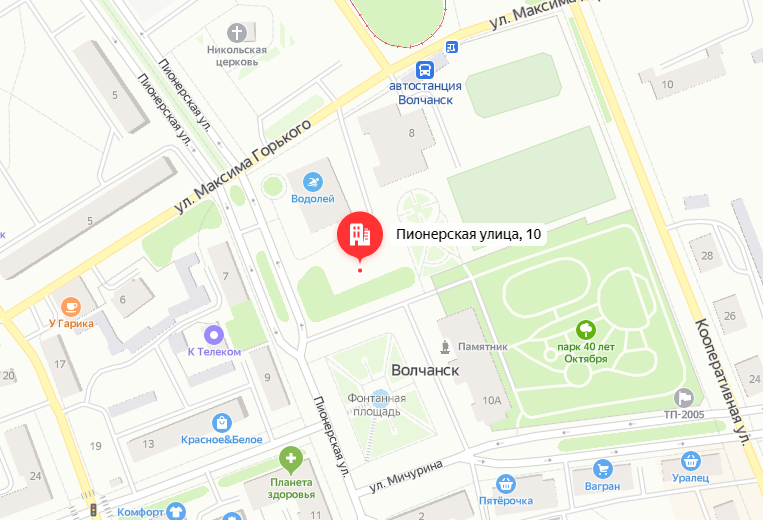 ул. Максима
Никольская
церковь
Пионерская ул.
Пионерская ул.
автостанция
Волчанск
10
5
8
ул. Максима Горького
Водолей
5
к
Пионерская улица, 10
7
28
6
У Гарика
26
К Телеком
Кооперативная ул.
парк 40 лет
Октября
Памятник
17
Волчанск
20
9
24
Фонтанная
площадь
10А
Пионерская ул.
ТП-2005
13
Красное&Белое
19
24
Планета
здоровья
ул. Мичурина
Пятёрочка
Вагран
Уралец
Комфорт
11
2